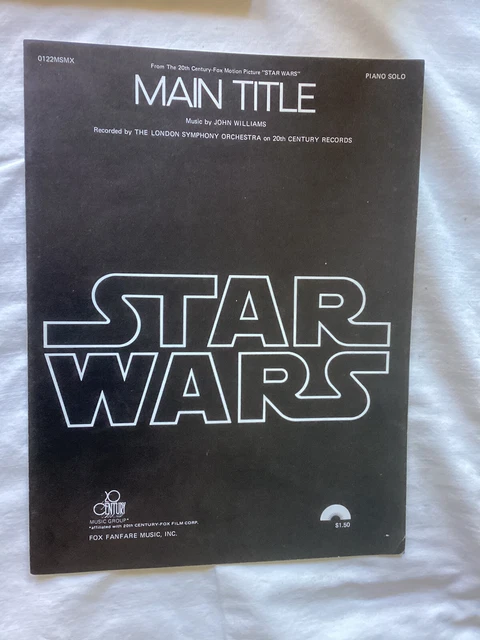 0122MSMX
From The 20th Century-Fox Motion Picture "STAR WARS"
PIANO SOLO
MAIN TITLE
Music by JOHN WILLIAMS
Recorded by THE LONDON SYMPHONY ORCHESTRA on 20th CENTURY RECORDS
STAR
WARS
20
CENTURY
MUSIC GROUP*
*affiliated with 20th CENTURY-FOX FILM CORP.
FOX FANFARE MUSIC, INC.
$1.50